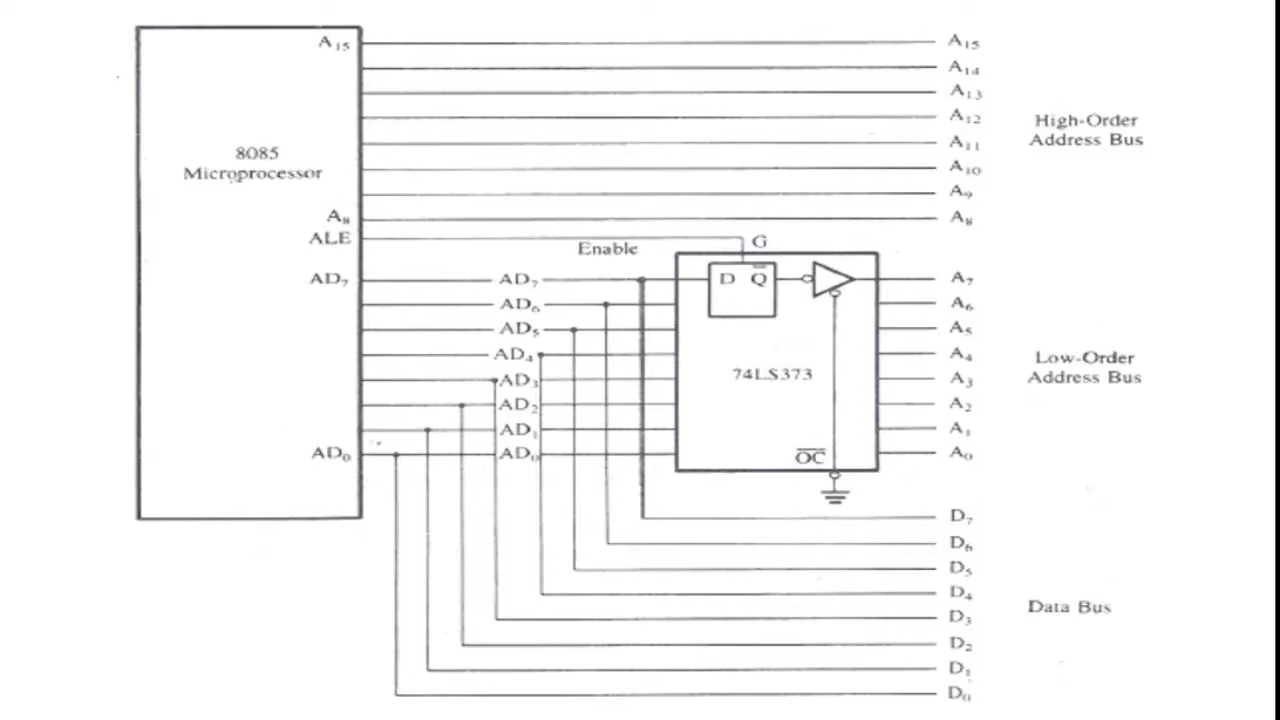 A₁₅
A₁₅
A₁₄
A₁₃
A₁₂
A₁₁
A₁₀
A₉
A₈
High-Order
Address Bus
8085
Microprocessor
A₈
ALE
Enable
G
AD₇
AD₇
AD₆
AD₅
AD₄
AD₃
AD₂
AD₁
AD₀
AD₀
D Q̅
74LS373
O̅C̅
A₇
A₆
A₅
A₄
A₃
A₂
A₁
A₀
Low-Order
Address Bus
D₇
D₆
D₅
D₄
D₃
D₂
D₁
D₀
Data Bus